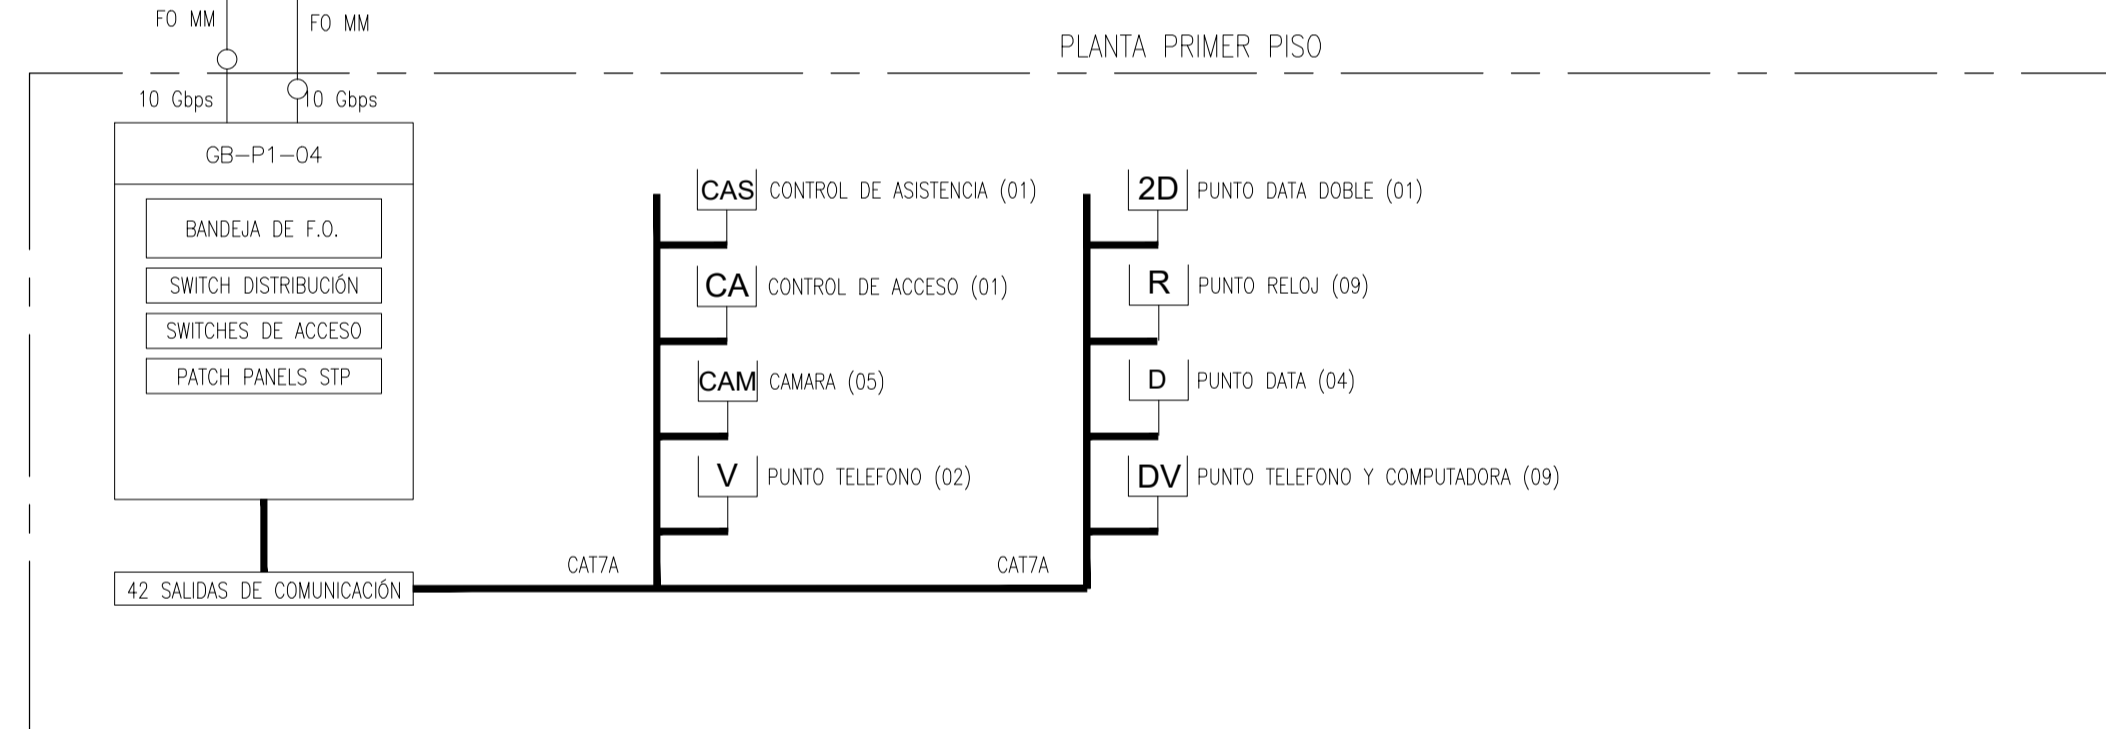 FO MM
FO MM
PLANTA PRIMER PISO
10 Gbps
10 Gbps
GB-P1-04
BANDEJA DE F.O.
SWITCH DISTRIBUCIÓN
SWITCHES DE ACCESO
PATCH PANELS STP
42 SALIDAS DE COMUNICACIÓN
CAT7A
CAS CONTROL DE ASISTENCIA (01)
CA CONTROL DE ACCESO (01)
CAM CAMARA (05)
V PUNTO TELEFONO (02)
CAT7A
2D PUNTO DATA DOBLE (01)
R PUNTO RELOJ (09)
D PUNTO DATA (04)
DV PUNTO TELEFONO Y COMPUTADORA (09)